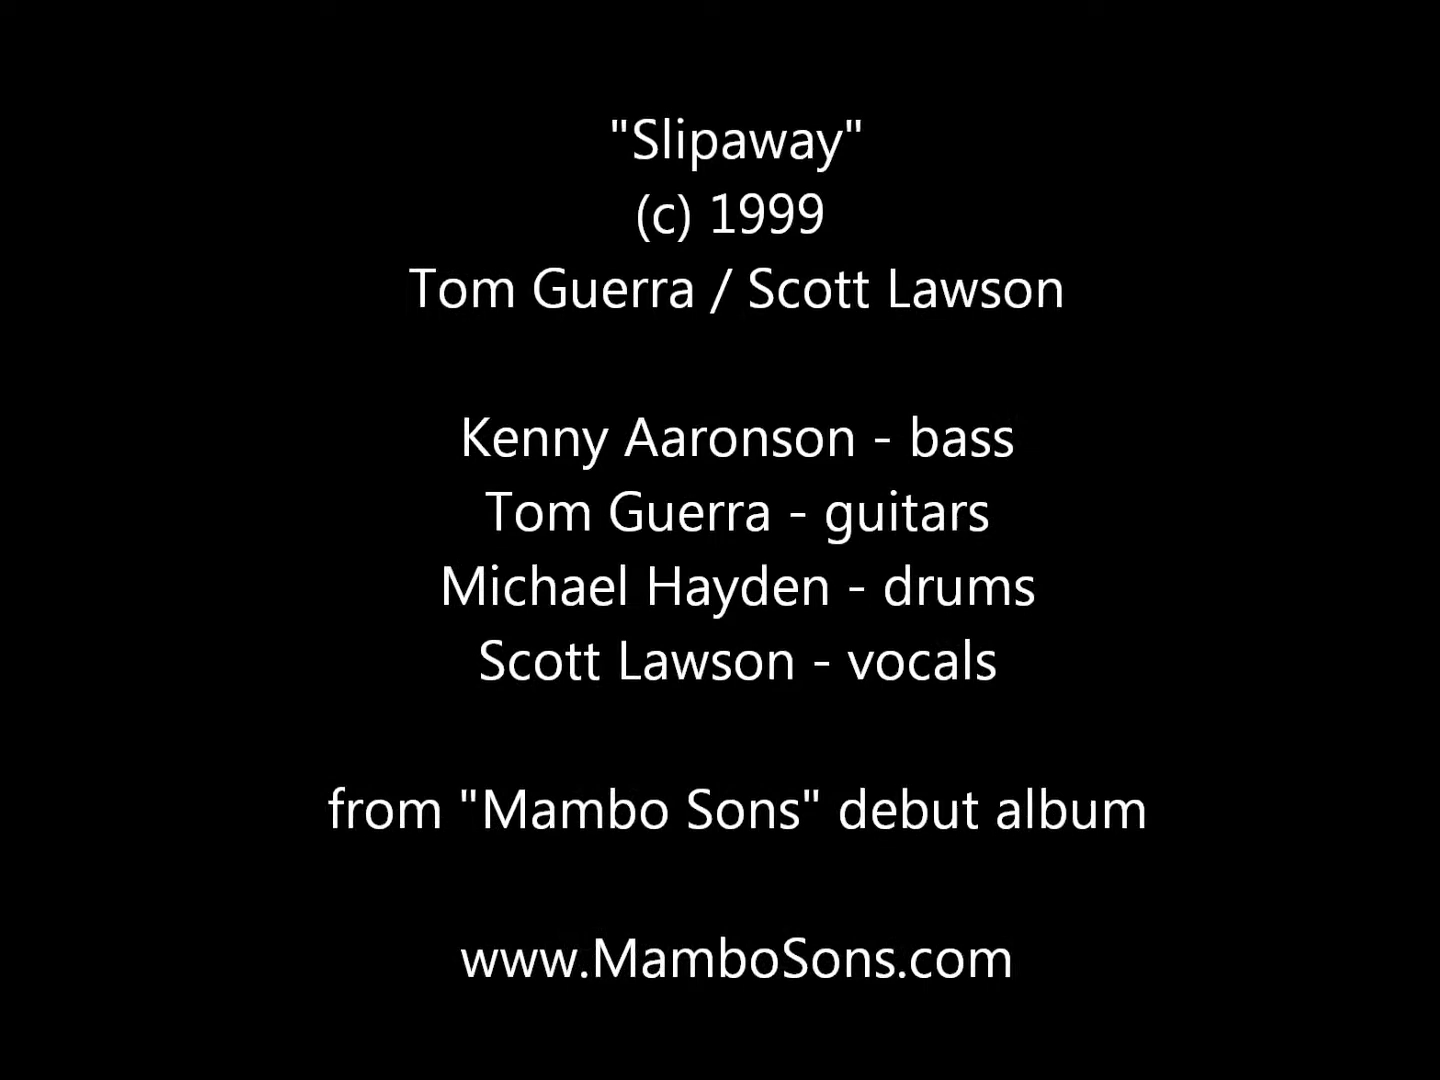 "Slipaway"
(c) 1999
Tom Guerra / Scott Lawson
Kenny Aaronson - bass
Tom Guerra - guitars
Michael Hayden - drums
Scott Lawson - vocals
from "Mambo Sons" debut album
www.MamboSons.com